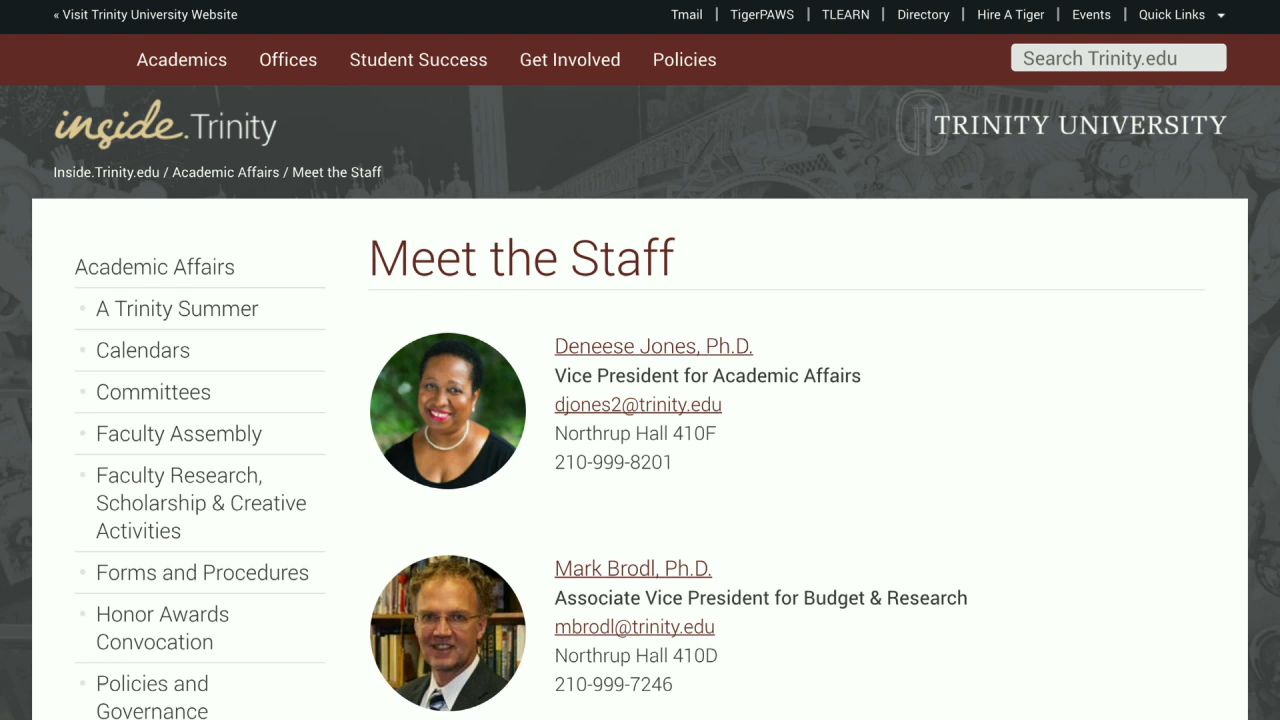 « Visit Trinity University Website
Tmail | TigerPAWS | TLEARN | Directory | Hire A Tiger | Events | Quick Links
Academics Offices Student Success Get Involved Policies
Search Trinity.edu
inside.Trinity
TRINITY UNIVERSITY
Inside.Trinity.edu / Academic Affairs / Meet the Staff
Academic Affairs
A Trinity Summer
Calendars
Committees
Faculty Assembly
Faculty Research,
Scholarship & Creative
Activities
Forms and Procedures
Honor Awards
Convocation
Policies and
Governance
Meet the Staff
Deneese Jones, Ph.D.
Vice President for Academic Affairs
djones2@trinity.edu
Northrup Hall 410F
210-999-8201
Mark Brodl, Ph.D.
Associate Vice President for Budget & Research
mbrodl@trinity.edu
Northrup Hall 410D
210-999-7246